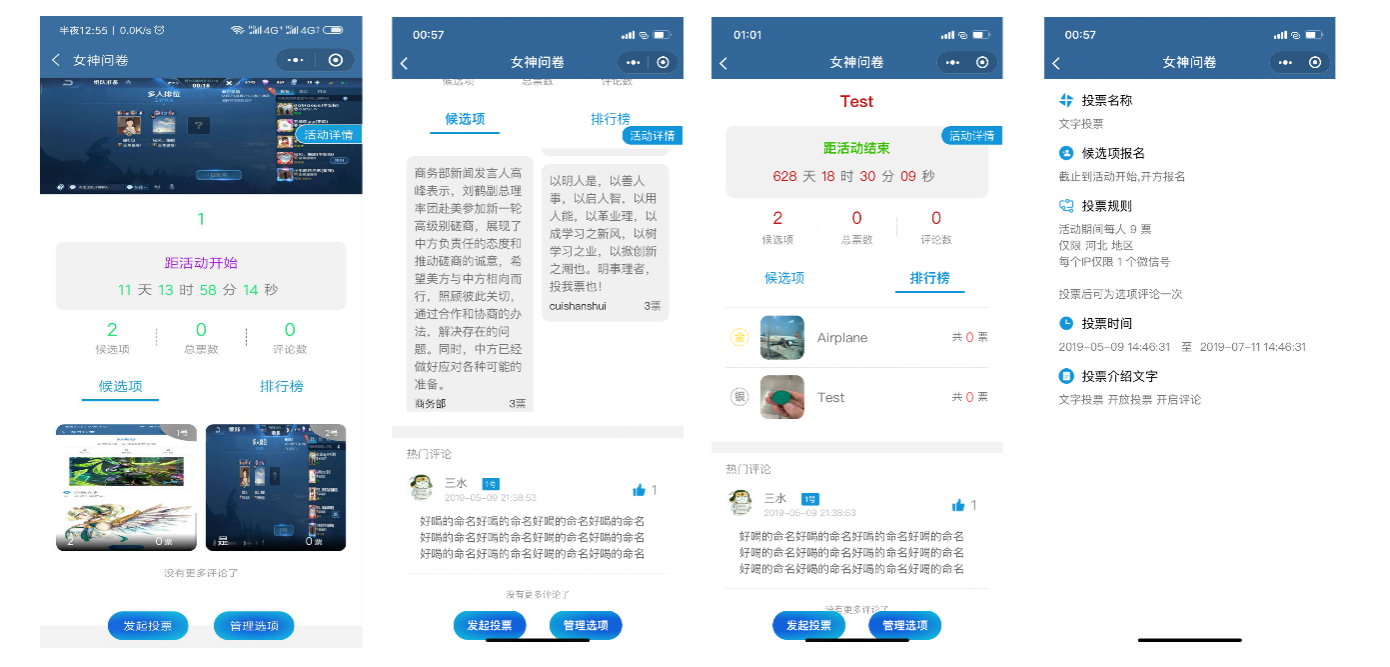 半夜12:55 | 0.0K/s
4G+ 4G
女神问卷
00:18
多人排位
?
活动详情
1
距活动开始
11 天 13 时 58 分 14 秒
2 0 0
候选项 总票数 评论数
候选项 排行榜
1号
2
0票
2号
是
0票
没有更多评论了
发起投票 管理选项
00:57
女神问卷
候选项 总票数 评论数
候选项 排行榜
活动详情
商务部新闻发言人高
峰表示，刘鹤副总理
率团赴美参加新一轮
高级别磋商，展现了
中方负责任的态度和
推动磋商的诚意，希
望美方与中方相向而
行，照顾彼此关切，
通过合作和协商的办
法，解决存在的问
题。同时，中方已经
做好应对各种可能的
准备。
商务部 3票
以明人是，以善人
事，以启人智，以用
人能，以革业理，以
成学习之新风，以树
学习之业，以掀创新
之潮也。明事理者，
投我票也！
cuishanshui 3票
热门评论
三水 1号
2019-05-09 21:38:53
1
好喝的命名好喝的命名好喝的命名好喝的命名
好喝的命名好喝的命名好喝的命名好喝的命名
好喝的命名好喝的命名好喝的命名好喝的命名
没有更多评论了
发起投票 管理选项
01:01
女神问卷
Test
活动详情
距活动结束
628 天 18 时 30 分 09 秒
2 0 0
候选项 总票数 评论数
候选项 排行榜
金 Airplane 共 0 票
银 Test 共 0 票
热门评论
三水 1号
2019-05-09 21:38:53
1
好喝的命名好喝的命名好喝的命名好喝的命名
好喝的命名好喝的命名好喝的命名好喝的命名
好喝的命名好喝的命名好喝的命名好喝的命名
没有更多评论了
发起投票 管理选项
00:57
女神问卷
投票名称
文字投票
候选项报名
截止到活动开始,开方报名
投票规则
活动期间每人 9 票
仅限 河北 地区
每个IP仅限 1 个微信号
投票后可为选项评论一次
投票时间
2019-05-09 14:46:31 至 2019-07-11 14:46:31
投票介绍文字
文字投票 开放投票 开启评论